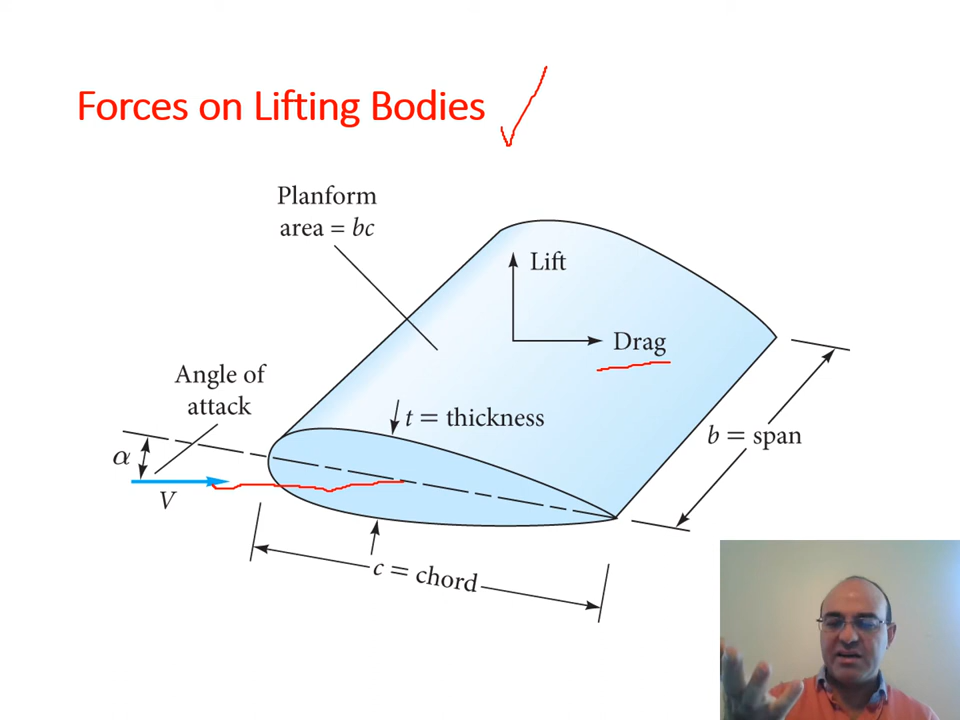 Forces on Lifting Bodies
Planform
area = bc
Lift
Drag
Angle of
attack
t = thickness
α
V
b = span
c = chord